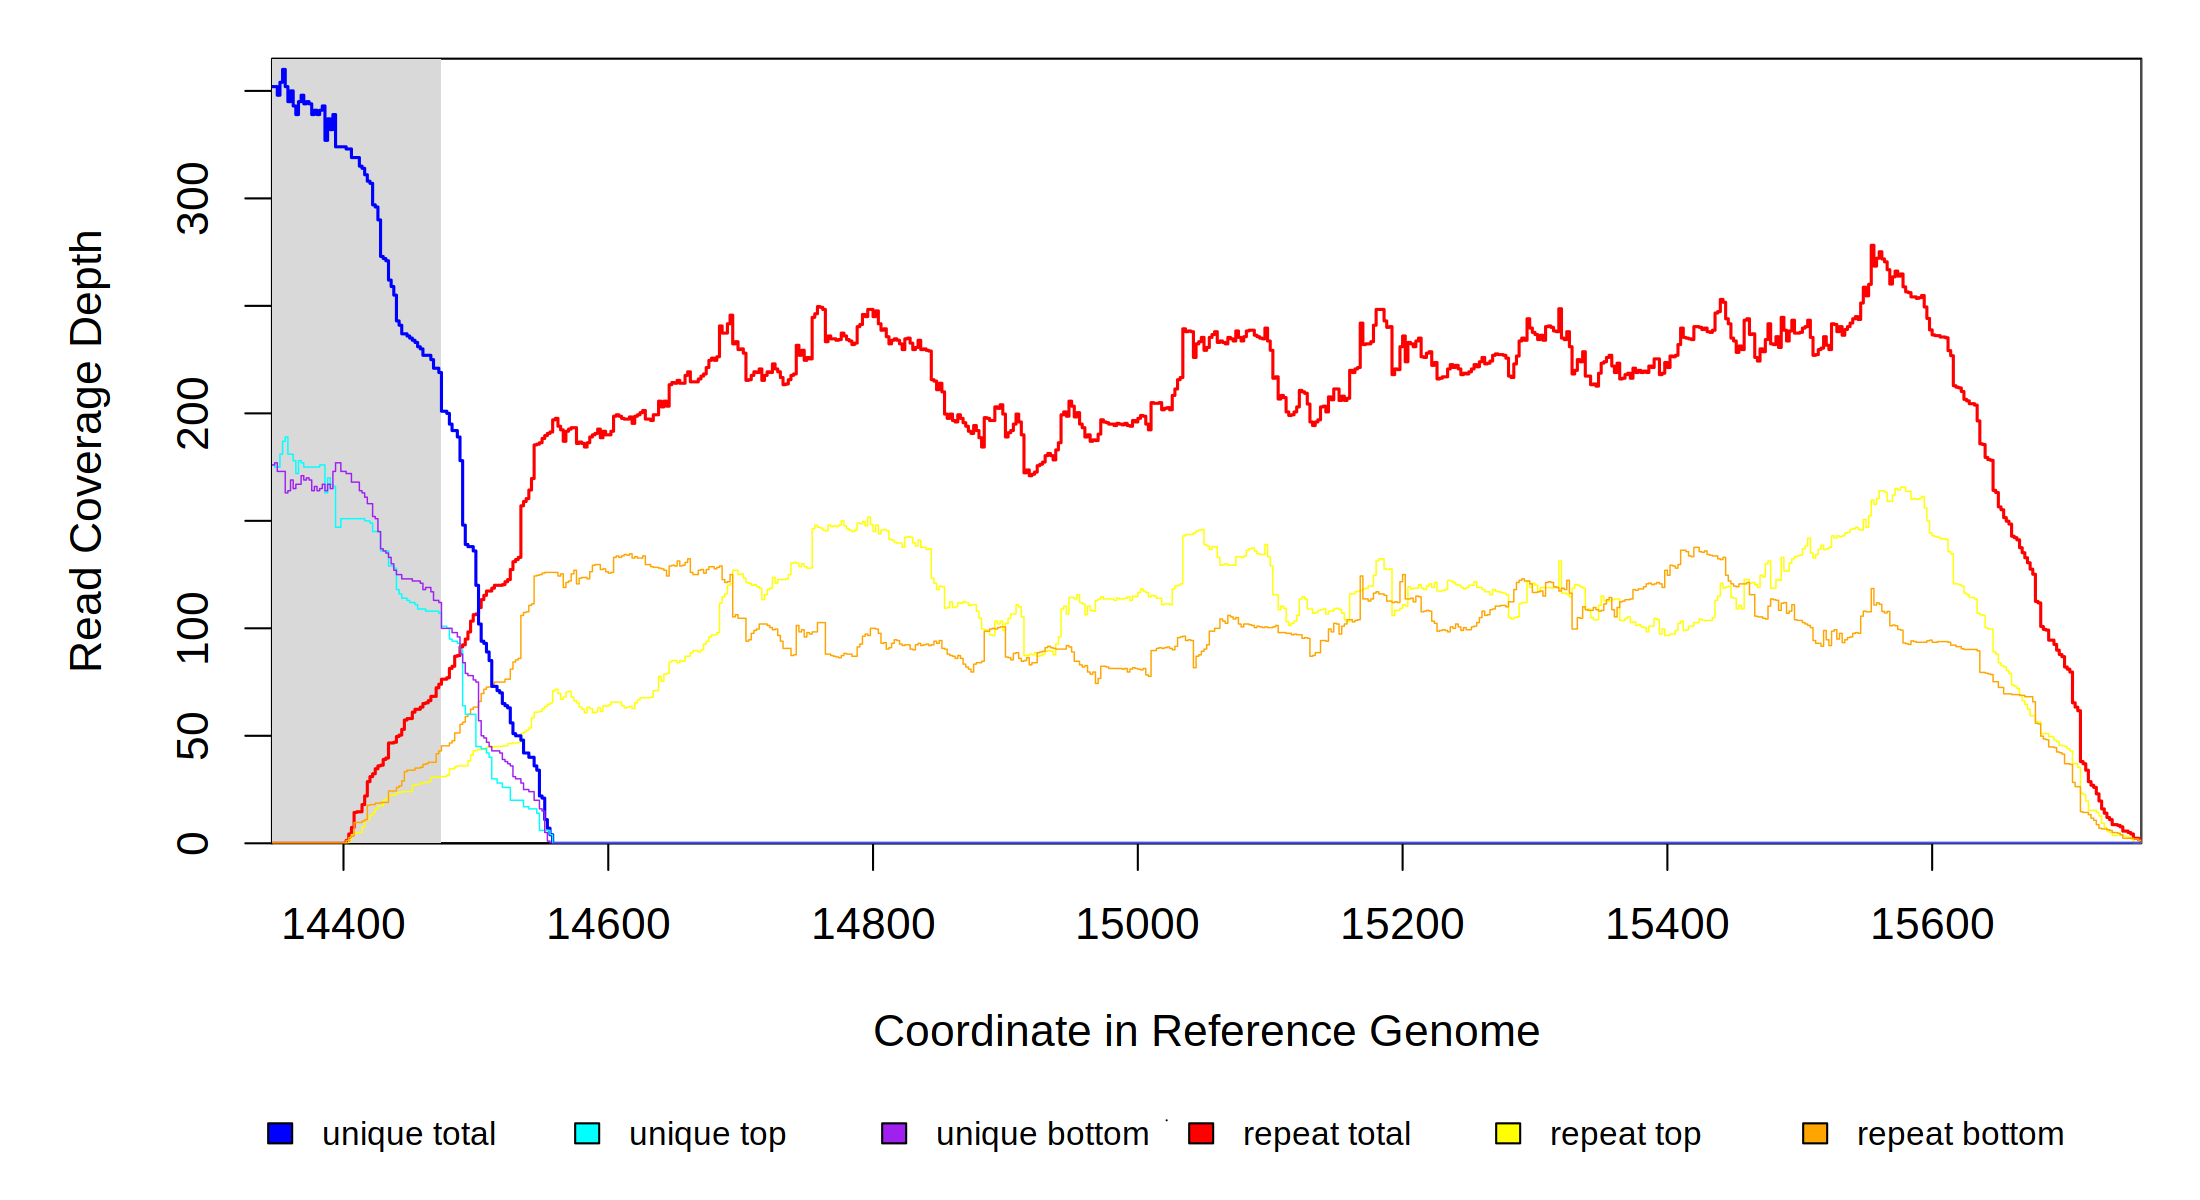 Read Coverage Depth
300
200
100
50
0
14400 14600 14800 15000 15200 15400 15600
Coordinate in Reference Genome
unique total unique top unique bottom repeat total repeat top repeat bottom